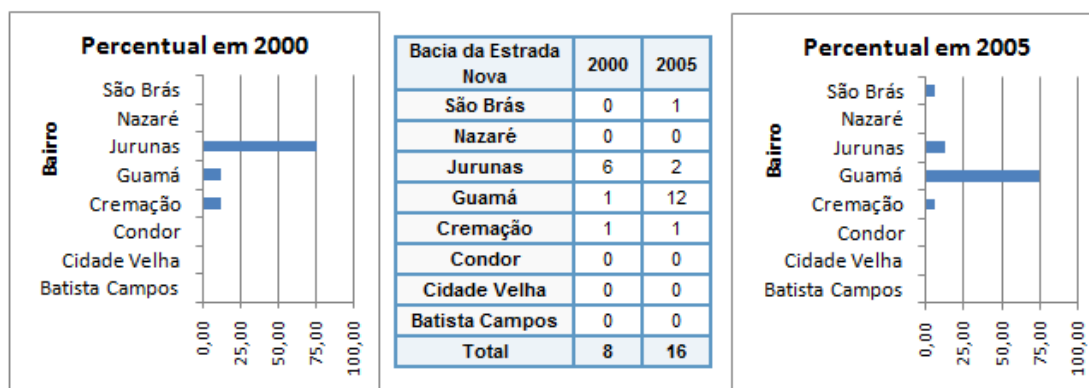 Percentual em 2000
Bairro
São Brás
Nazaré
Jurunas
Guamá
Cremação
Condor
Cidade Velha
Batista Campos
0,00 25,00 50,00 75,00 100,00
Bacia da Estrada
Nova 2000 2005
São Brás 0 1
Nazaré 0 0
Jurunas 6 2
Guamá 1 12
Cremação 1 1
Condor 0 0
Cidade Velha 0 0
Batista Campos 0 0
Total 8 16
Percentual em 2005
Bairro
São Brás
Nazaré
Jurunas
Guamá
Cremação
Condor
Cidade Velha
Batista Campos
0,00 25,00 50,00 75,00 100,00